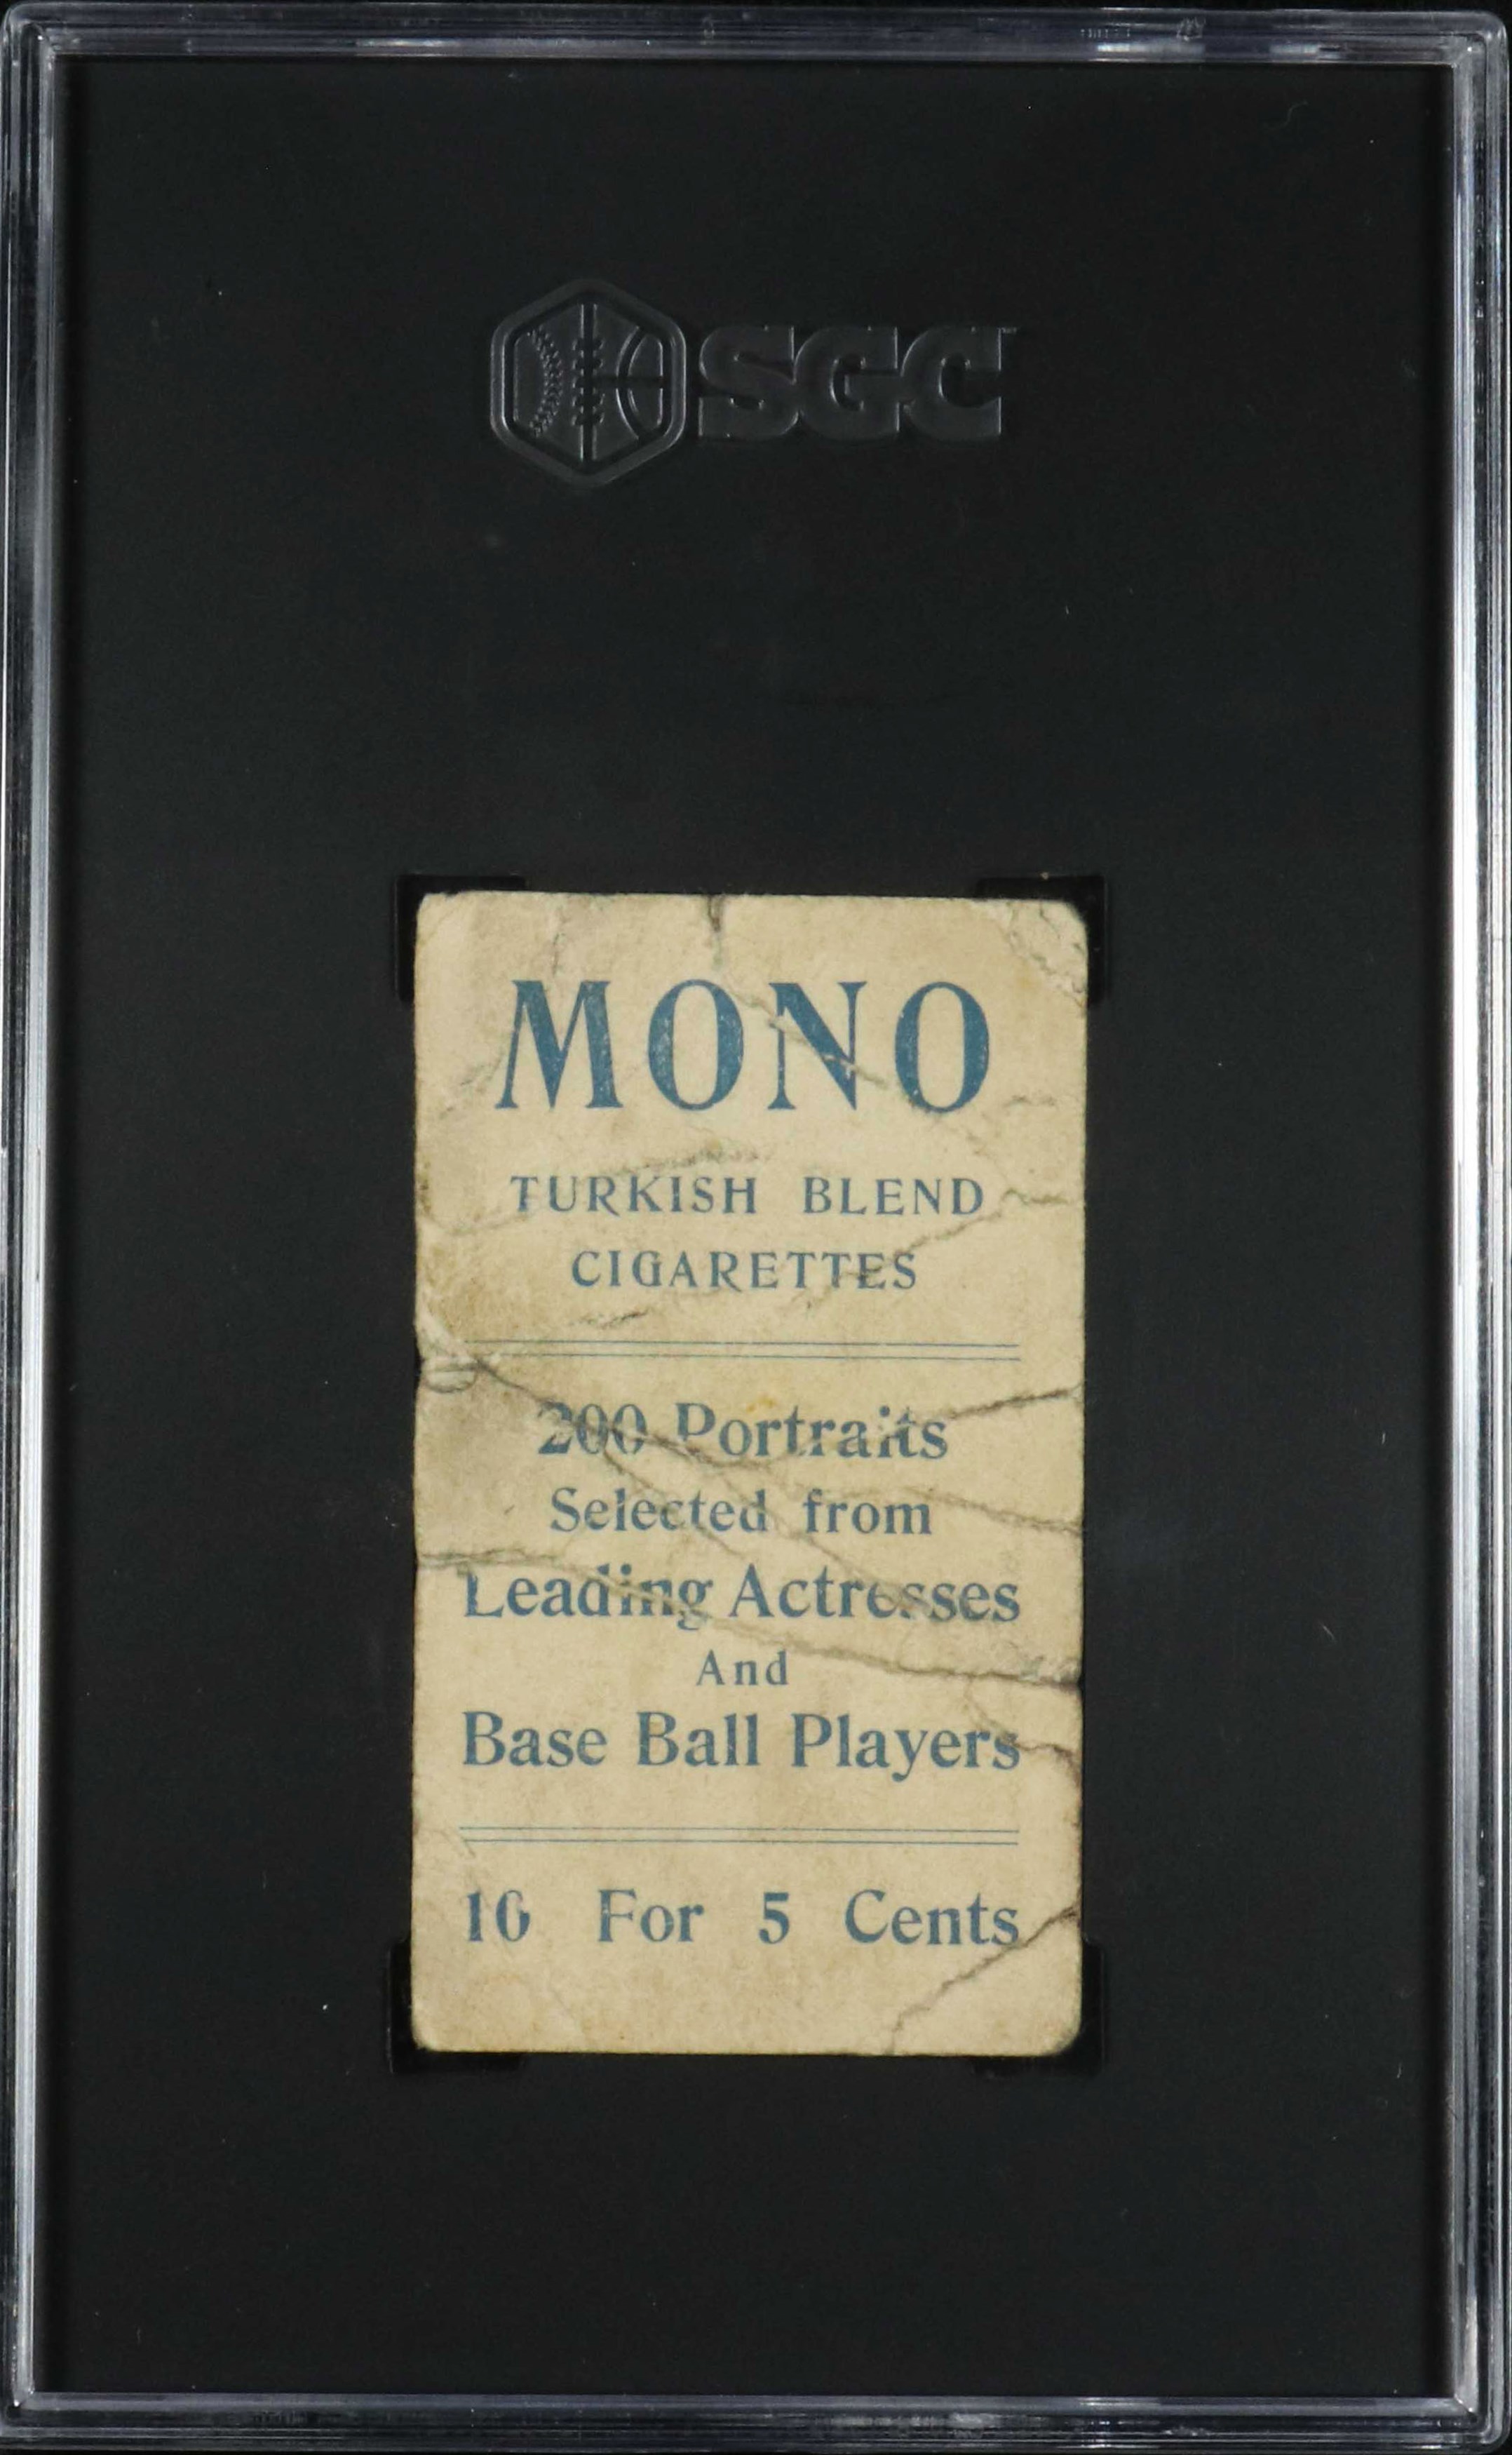 SGC
MONO
TURKISH BLEND
CIGARETTES
200 Portraits
Selected from
Leading Actresses
And
Base Ball Players
10 For 5 Cents